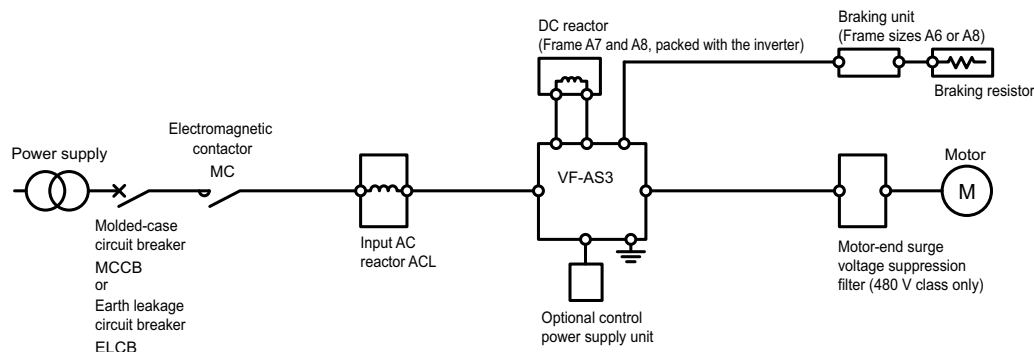 DC reactor
(Frame A7 and A8, packed with the inverter)
Braking unit
(Frame sizes A6 or A8)
Braking resistor
Power supply
Electromagnetic
contactor
MC
VF-AS3
Motor
M
Molded-case
circuit breaker
MCCB
or
Earth leakage
circuit breaker
ELCB
Input AC
reactor ACL
Optional control
power supply unit
Motor-end surge
voltage suppression
filter (480 V class only)